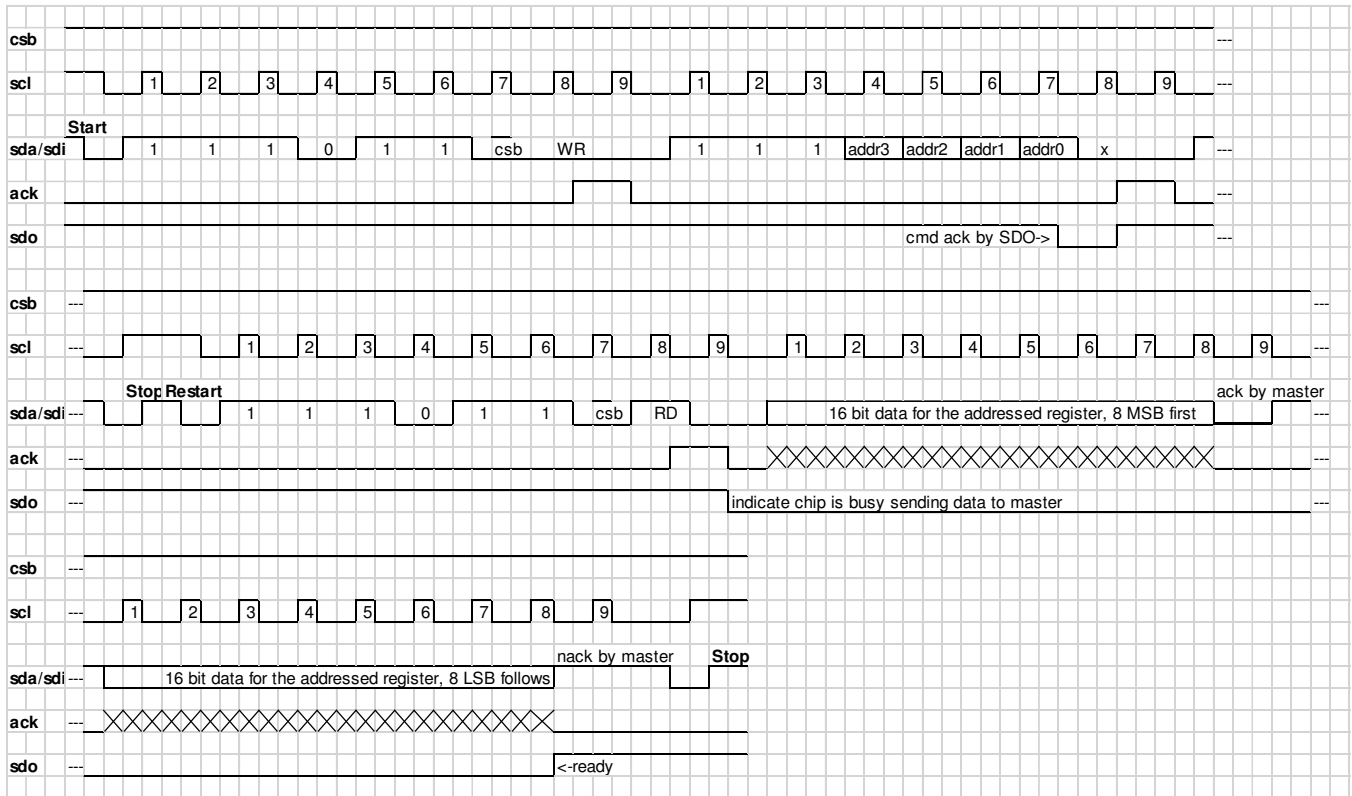 csb ---
scl 1 2 3 4 5 6 7 8 9 1 2 3 4 5 6 7 8 9 ---
Start
sda/sdi 1 1 1 0 1 1 csb WR 1 1 1 addr3 addr2 addr1 addr0 x ---
ack ---
sdo cmd ack by SDO-> ---
csb --- ---
scl --- 1 2 3 4 5 6 7 8 9 1 2 3 4 5 6 7 8 9 ---
Stop Restart ack by master
sda/sdi --- 1 1 1 0 1 1 csb RD 16 bit data for the addressed register, 8 MSB first ---
ack --- ---
sdo --- indicate chip is busy sending data to master ---
csb ---
scl --- 1 2 3 4 5 6 7 8 9
nack by master Stop
sda/sdi --- 16 bit data for the addressed register, 8 LSB follows
ack ---
sdo --- <-ready